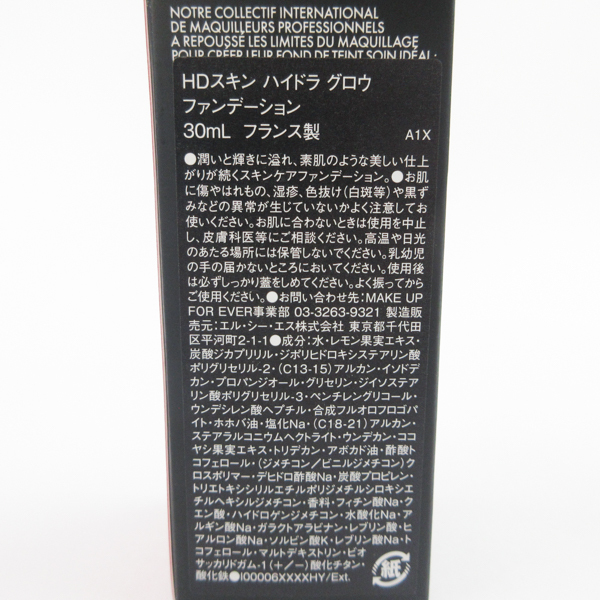 NOTRE COLLECTIF INTERNATIONAL
DE MAQUILLEURS PROFESSIONNELS
A REPOUSSÉ LES LIMITES DU MAQUILLAGE
POUR CRÉER LEUR FOND DE TEINT SOIN IDÉAL :
HDスキン ハイドラ グロウ
ファンデーション
30mL フランス製 A1X
●潤いと輝きに溢れ、素肌のような美しい仕上
がりが続くスキンケアファンデーション。●お肌
に傷やはれもの、湿疹、色抜け(白斑等)や黒ず
みなどの異常が生じていないかよく注意してお
使いください。お肌に合わないときは使用を中止
し、皮膚科医等にご相談ください。高温や日光
のあたる場所には保管しないでください。乳幼児
の手の届かないところにおいてください。使用後
は必ずしっかり蓋をしめてください。よく振ってから
ご使用ください。●お問い合わせ先：MAKE UP
FOR EVER事業部 03-3263-9321 製造販
売元：エル・シー・エス株式会社 東京都千代田
区平河町2-1-1●成分：水・レモン果実エキス・
炭酸ジカプリリル・ジポリヒドロキシステアリン酸
ポリグリセリル-2・(C13-15)アルカン・イソドデ
カン・プロパンジオール・グリセリン・ジイソステア
リン酸ポリグリセリル-3・ペンチレングリコール・
ウンデシレン酸ヘプチル・合成フルオロフロゴパ
イト・ホホバ油・塩化Na・(C18-21)アルカン・
ステアラルコニウムヘクトライト・ウンデカン・ココ
ヤシ果実エキス・トリデカン・アボカド油・酢酸ト
コフェロール・(ジメチコン/ビニルジメチコン)ク
ロスポリマー・デヒドロ酢酸Na・炭酸プロピレン・
トリエトキシシリルエチルポリジメチルシロキシエ
チルヘキシルジメチコン・香料・フィチン酸Na・ク
エン酸・ハイドロゲンジメチコン・水酸化Na・ア
ルギン酸Na・ガラクトアラビナン・レブリン酸・ヒ
アルロン酸Na・ソルビン酸K・レブリン酸Na・ト
コフェロール・マルトデキストリン・ビオ
サッカリドガム-1 (+/-) 酸化チタン・
酸化鉄●I00006XXXXHY/Ext.
紙